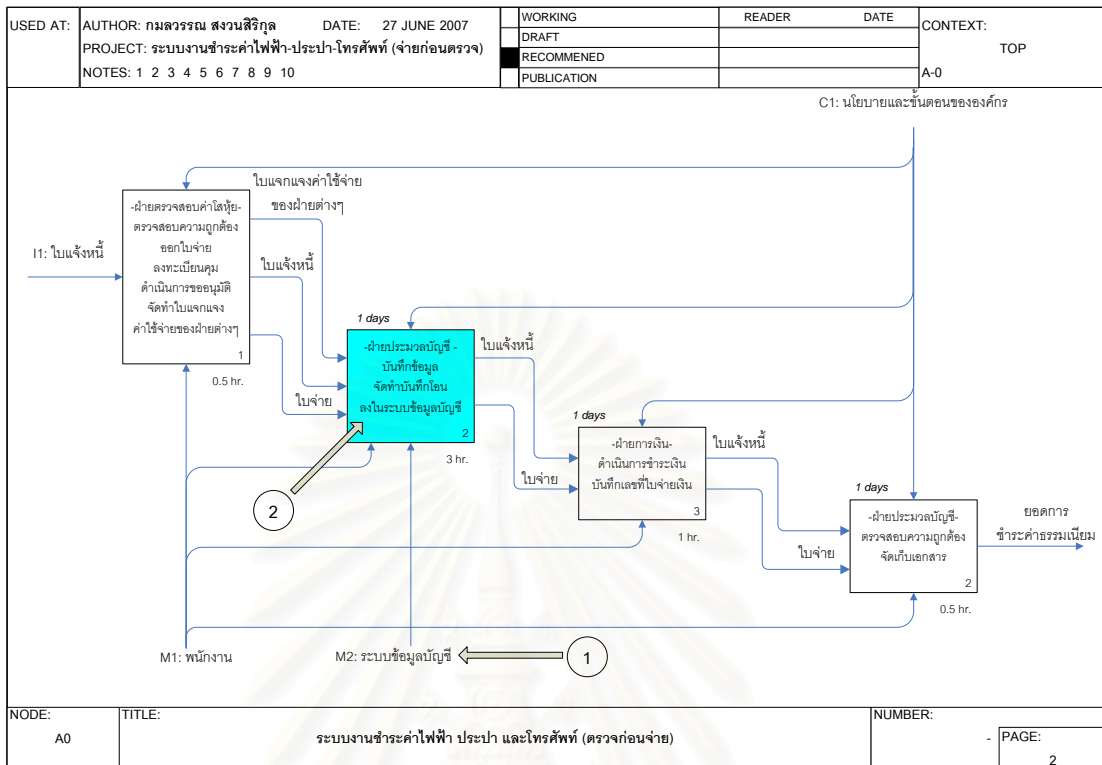 USED AT:
AUTHOR: กมลวรรณ สงวนสิริกุล DATE: 27 JUNE 2007
PROJECT: ระบบงานชำระค่าไฟฟ้า-ประปา-โทรศัพท์ (จ่ายก่อนตรวจ)
NOTES: 1 2 3 4 5 6 7 8 9 10
WORKING
DRAFT
RECOMMENED
PUBLICATION
READER DATE
CONTEXT:
TOP
A-0
C1: นโยบายและขั้นตอนขององค์กร
I1: ใบแจ้งหนี้
-ฝ่ายตรวจสอบค่าโสหุ้ย-
ตรวจสอบความถูกต้อง
ออกใบจ่าย
ลงทะเบียนคุม
ดำเนินการขออนุมัติ
จัดทำใบแจกแจง
ค่าใช้จ่ายของฝ่ายต่างๆ
1
0.5 hr.
ใบแจกแจงค่าใช้จ่าย
ของฝ่ายต่างๆ
ใบแจ้งหนี้
ใบจ่าย
1 days
-ฝ่ายประมวลบัญชี -
บันทึกข้อมูล
จัดทำบันทึกโอน
ลงในระบบข้อมูลบัญชี
2
3 hr.
ใบแจ้งหนี้
ใบจ่าย
1 days
-ฝ่ายการเงิน-
ดำเนินการชำระเงิน
บันทึกเลขที่ใบจ่ายเงิน
3
1 hr.
ใบแจ้งหนี้
ใบจ่าย
1 days
-ฝ่ายประมวลบัญชี-
ตรวจสอบความถูกต้อง
จัดเก็บเอกสาร
2
0.5 hr.
ยอดการ
ชำระค่าธรรมเนียม
2
M1: พนักงาน
M2: ระบบข้อมูลบัญชี
1
NODE:
A0
TITLE:
ระบบงานชำระค่าไฟฟ้า ประปา และโทรศัพท์ (ตรวจก่อนจ่าย)
NUMBER:
-
PAGE:
2